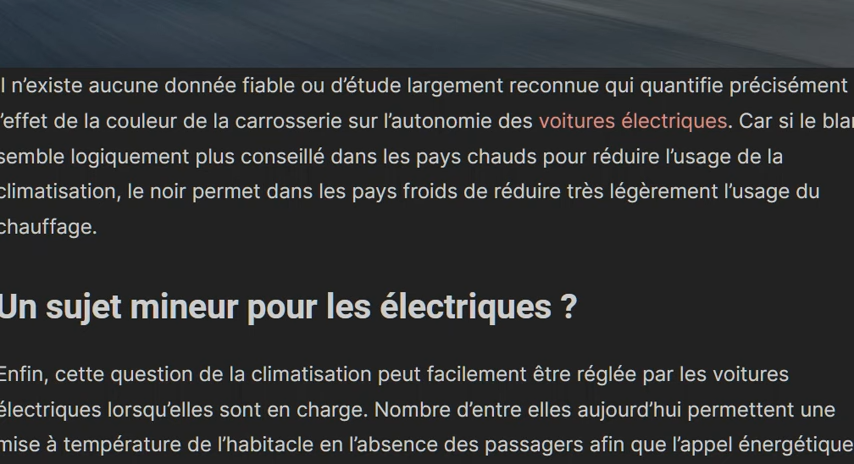 l n’existe aucune donnée fiable ou d’étude largement reconnue qui quantifie précisément
l’effet de la couleur de la carrosserie sur l’autonomie des voitures électriques. Car si le blan
semble logiquement plus conseillé dans les pays chauds pour réduire l’usage de la
climatisation, le noir permet dans les pays froids de réduire très légèrement l’usage du
chauffage.
Un sujet mineur pour les électriques ?
Enfin, cette question de la climatisation peut facilement être réglée par les voitures
électriques lorsqu’elles sont en charge. Nombre d’entre elles aujourd’hui permettent une
mise à température de l’habitacle en l’absence des passagers afin que l’appel énergétique